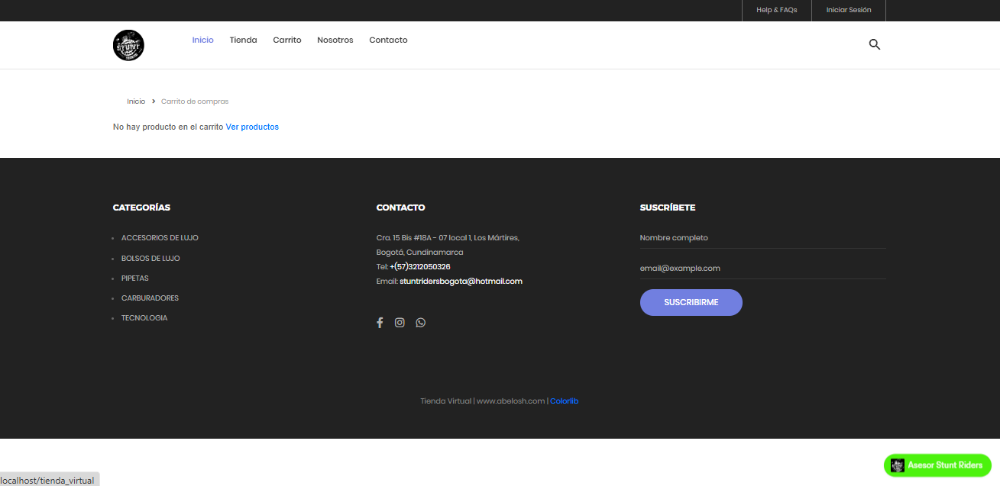 Help & FAQs Iniciar Sesión
STUNT Inicio Tienda Carrito Nosotros Contacto
Inicio > Carrito de compras
No hay producto en el carrito Ver productos
CATEGORÍAS
ACCESORIOS DE LUJO
BOLSOS DE LUJO
PIPETAS
CARBURADORES
TECNOLOGIA
CONTACTO
Cra. 15 Bis #18A - 07 local 1, Los Mártires,
Bogotá, Cundinamarca
Tel: +(57)3212050326
Email: stuntridersbogota@hotmail.com
SUSCRÍBETE
Nombre completo
email@example.com
SUSCRIBIRME
Tienda Virtual | www.abelosh.com | Colorlib
Asesor Stunt Riders
localhost/tienda_virtual